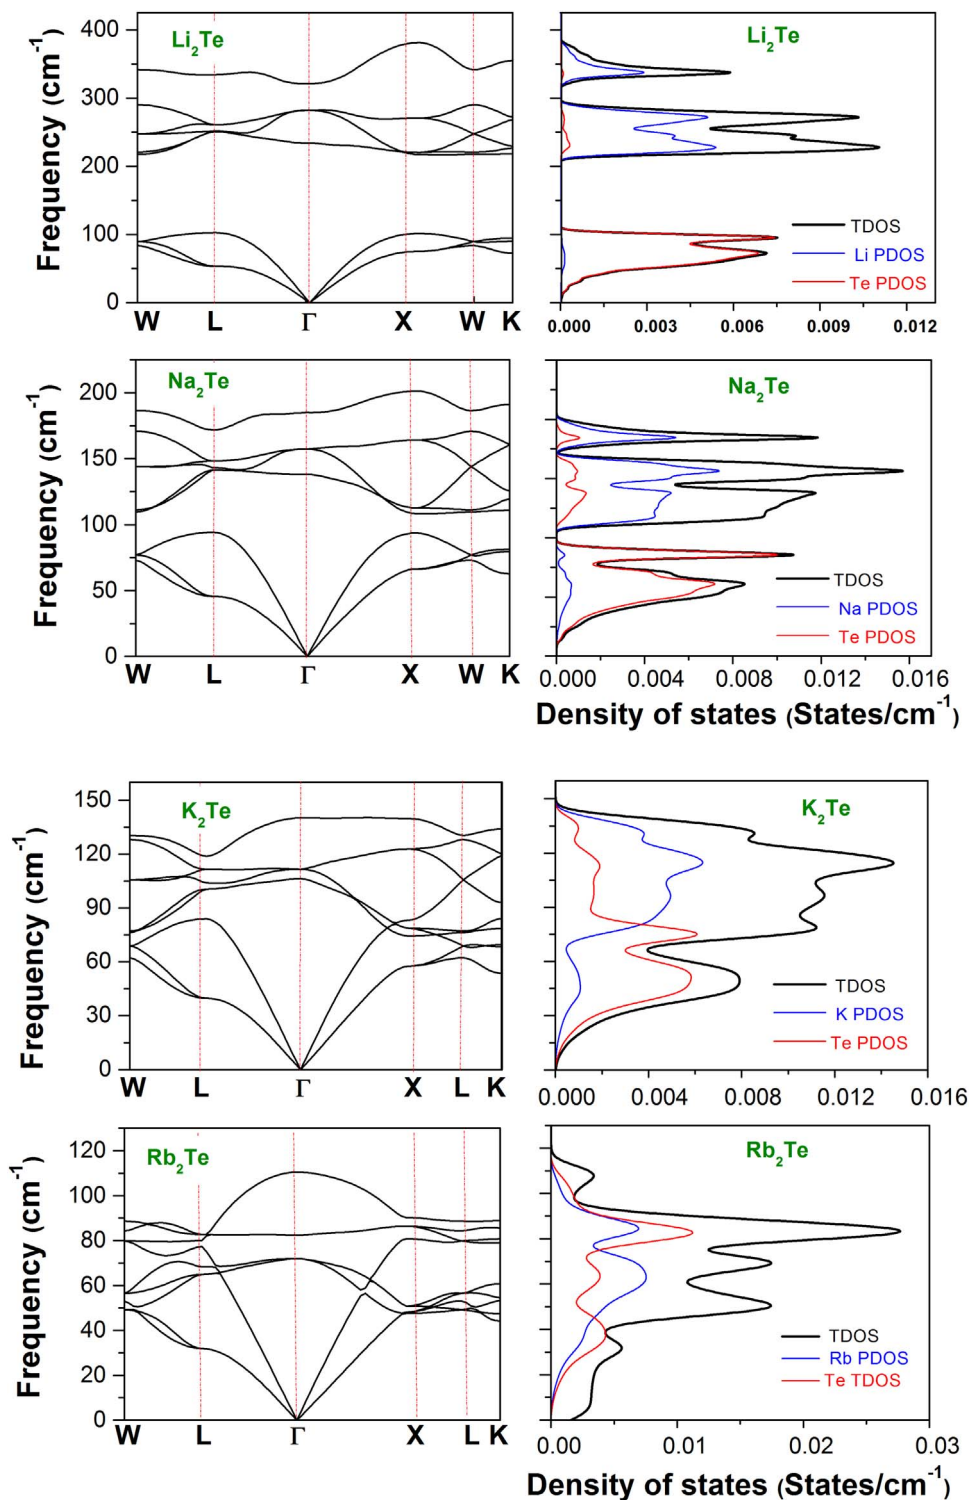 Frequency (cm⁻¹)
400
300
200
100
0
Li₂Te
W L Γ X W K
Li₂Te
TDOS
Li PDOS
Te PDOS
0.000 0.003 0.006 0.009 0.012
Frequency (cm⁻¹)
200
150
100
50
0
Na₂Te
W L Γ X W K
Na₂Te
TDOS
Na PDOS
Te PDOS
0.000 0.004 0.008 0.012 0.016
Density of states (States/cm⁻¹)
Frequency (cm⁻¹)
150
120
90
60
30
0
K₂Te
W L Γ X L K
K₂Te
TDOS
K PDOS
Te PDOS
0.000 0.004 0.008 0.012 0.016
Frequency (cm⁻¹)
120
100
80
60
40
20
0
Rb₂Te
W L Γ X L K
Rb₂Te
TDOS
Rb PDOS
Te TDOS
0.00 0.01 0.02 0.03
Density of states (States/cm⁻¹)